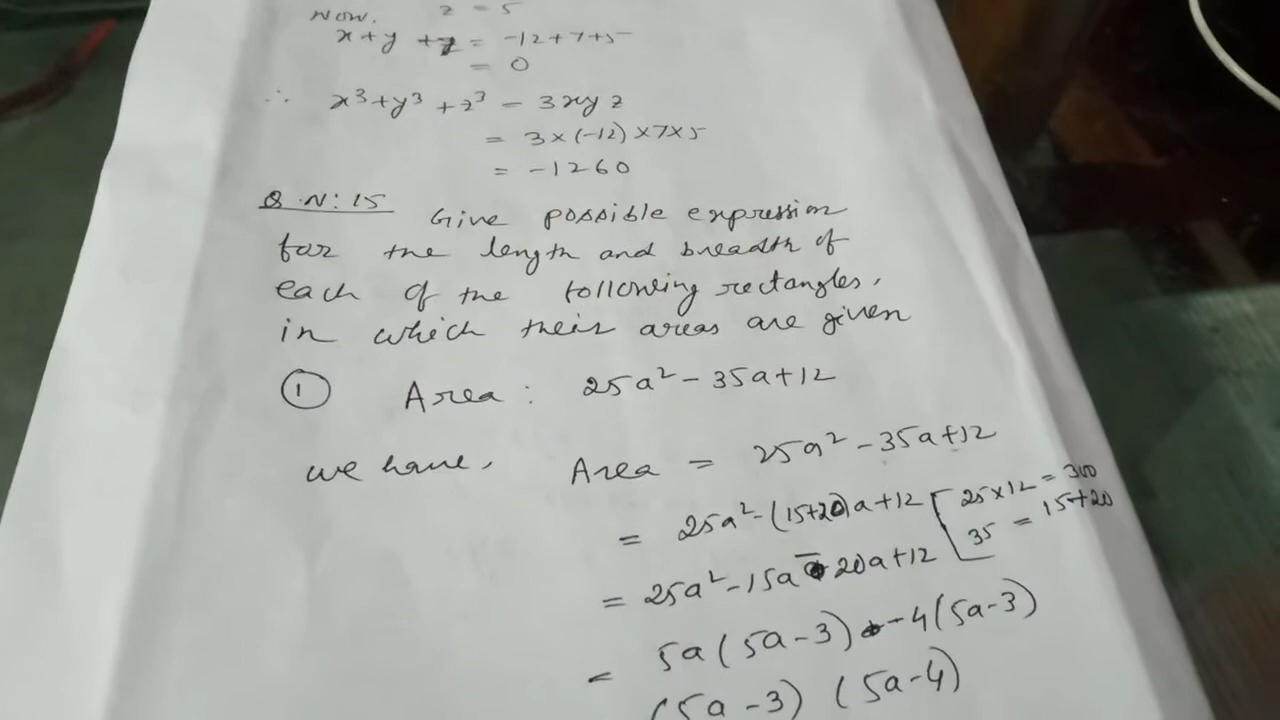 Now. z = 5
x + y + z = -12+7+5
= 0
∴ x³+y³+z³ - 3xyz
= 3×(-12)×7×5
= -1260
Q.N:15 Give possible expression
for the length and breadth of
each of the following rectangles,
in which their areas are given
① Area : 25a²-35a+12
we have, Area = 25a²-35a+12
= 25a²-(15+20)a+12 [25×12=300
35 = 15+20
= 25a²-15a-20a+12
= 5a(5a-3) -4(5a-3)
(5a-3) (5a-4)